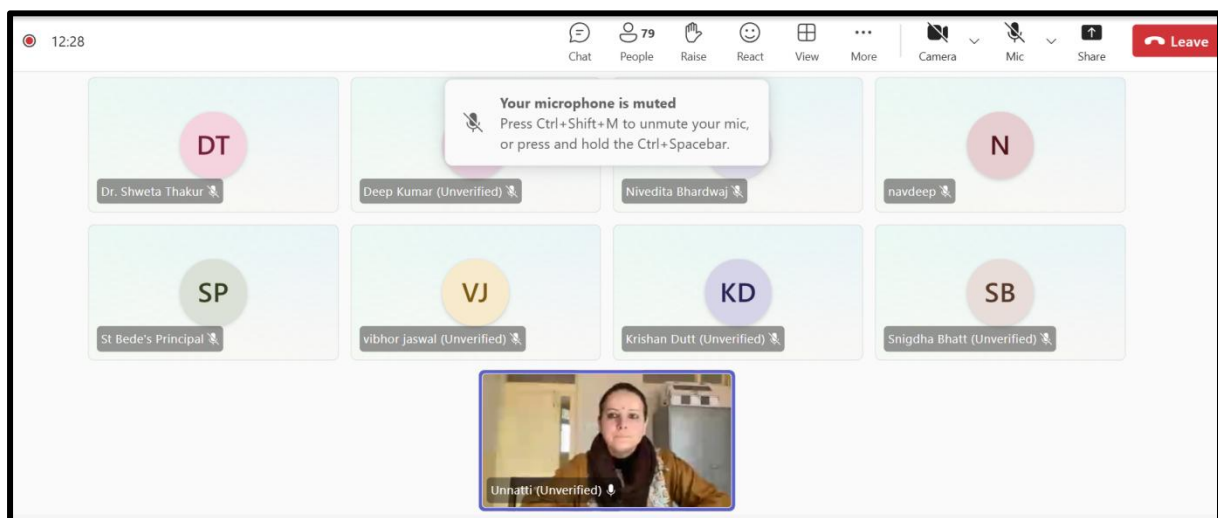 12:28
79
Chat People Raise React View More Camera Mic Share Leave
Your microphone is muted
Press Ctrl+Shift+M to unmute your mic,
or press and hold the Ctrl+Spacebar.
DT N
Dr. Shweta Thakur Deep Kumar (Unverified) Nivedita Bhardwaj navdeep
SP VJ KD SB
St Bede's Principal vibhor jaswal (Unverified) Krishan Dutt (Unverified) Snigdha Bhatt (Unverified)
Unnatti (Unverified)